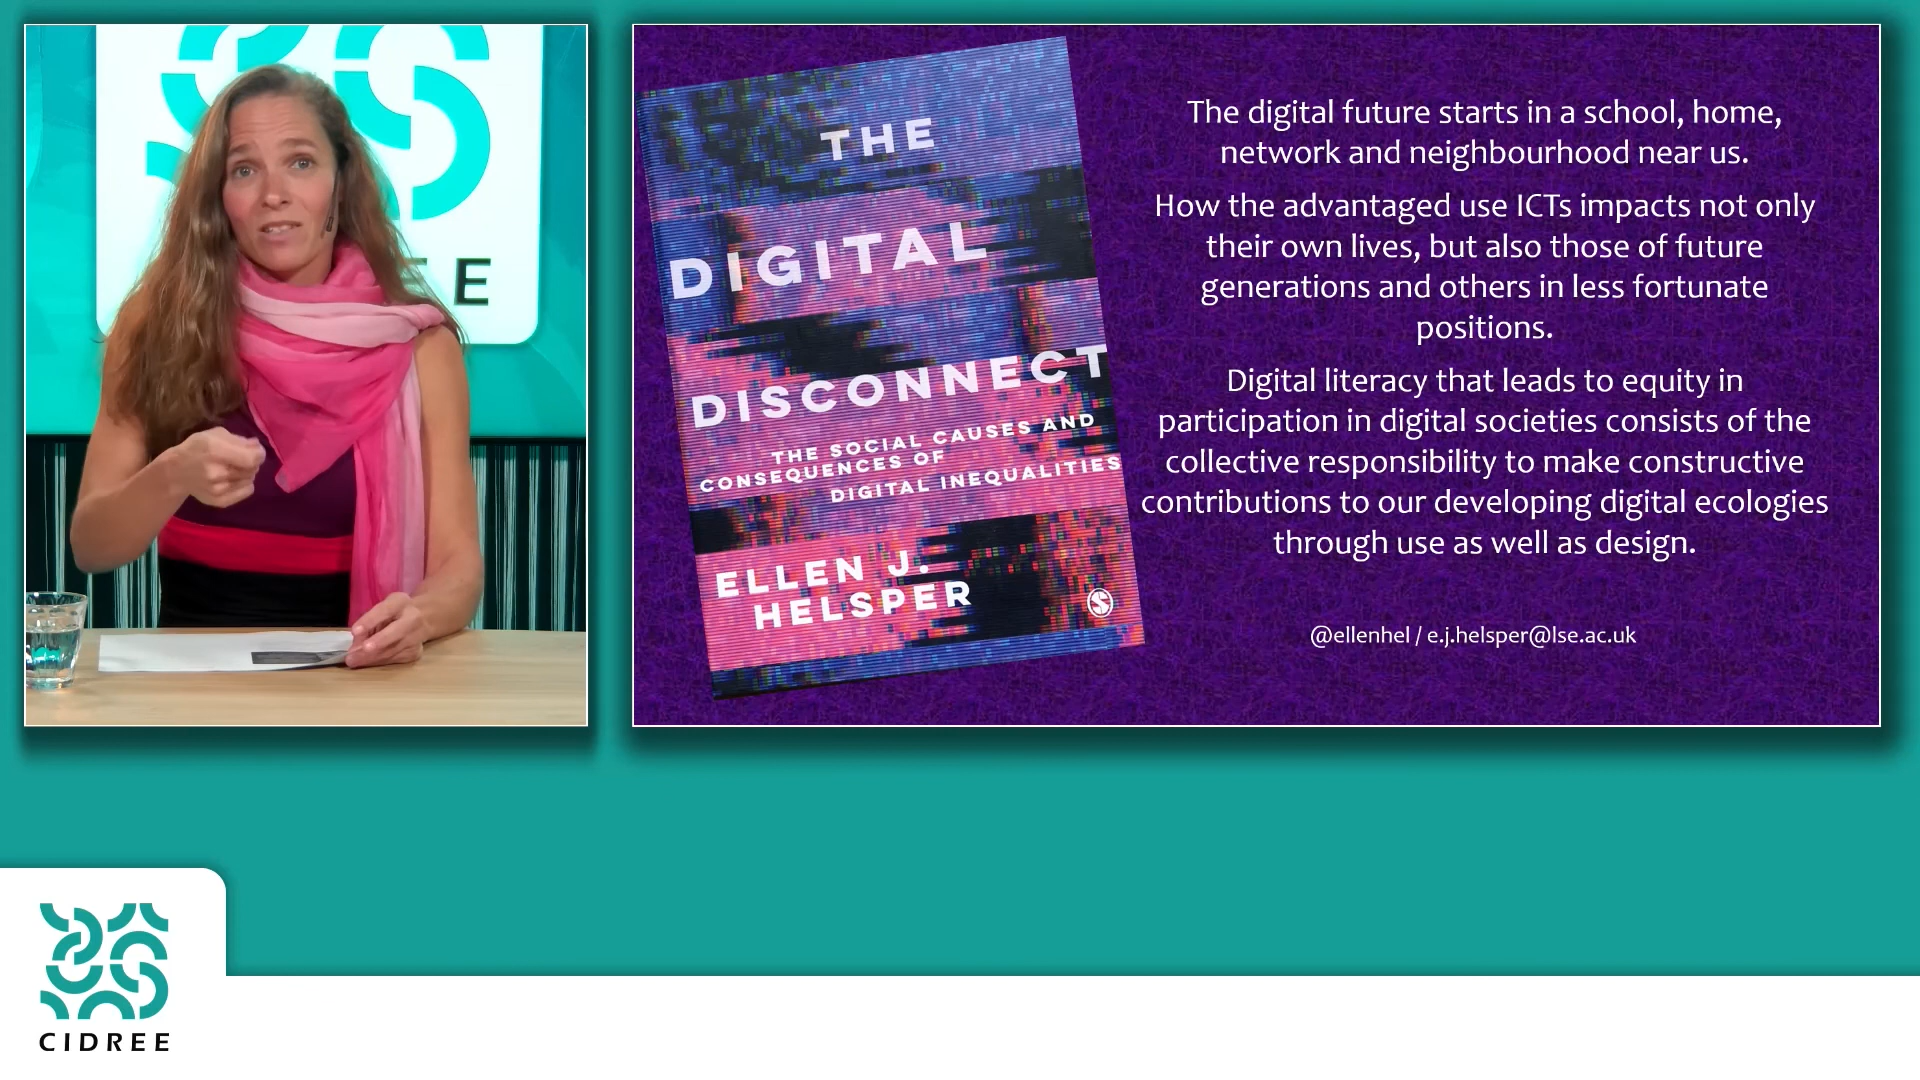 EE
THE
DIGITAL
DISCONNECT
THE SOCIAL CAUSES AND
CONSEQUENCES OF
DIGITAL INEQUALITIES
ELLEN J.
HELSPER
The digital future starts in a school, home,
network and neighbourhood near us.
How the advantaged use ICTs impacts not only
their own lives, but also those of future
generations and others in less fortunate
positions.
Digital literacy that leads to equity in
participation in digital societies consists of the
collective responsibility to make constructive
contributions to our developing digital ecologies
through use as well as design.
@ellenhel / e.j.helsper@lse.ac.uk
CIDREE